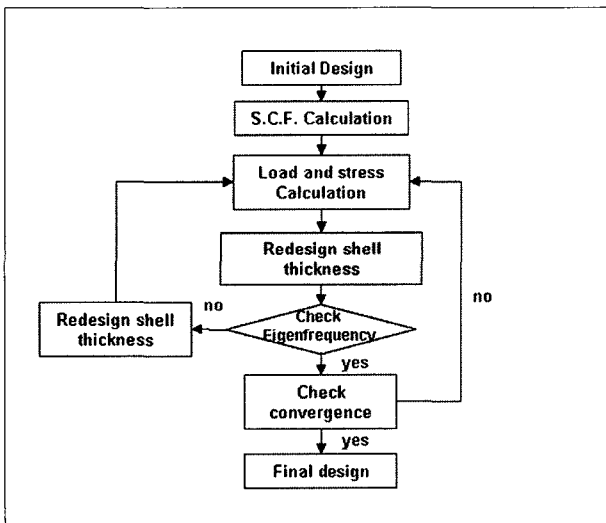 Initial Design
S.C.F. Calculation
Load and stress
Calculation
Redesign shell
thickness
no
Redesign shell
thickness
Check
Eigenfrequency
no
yes
Check
convergence
yes
Final design